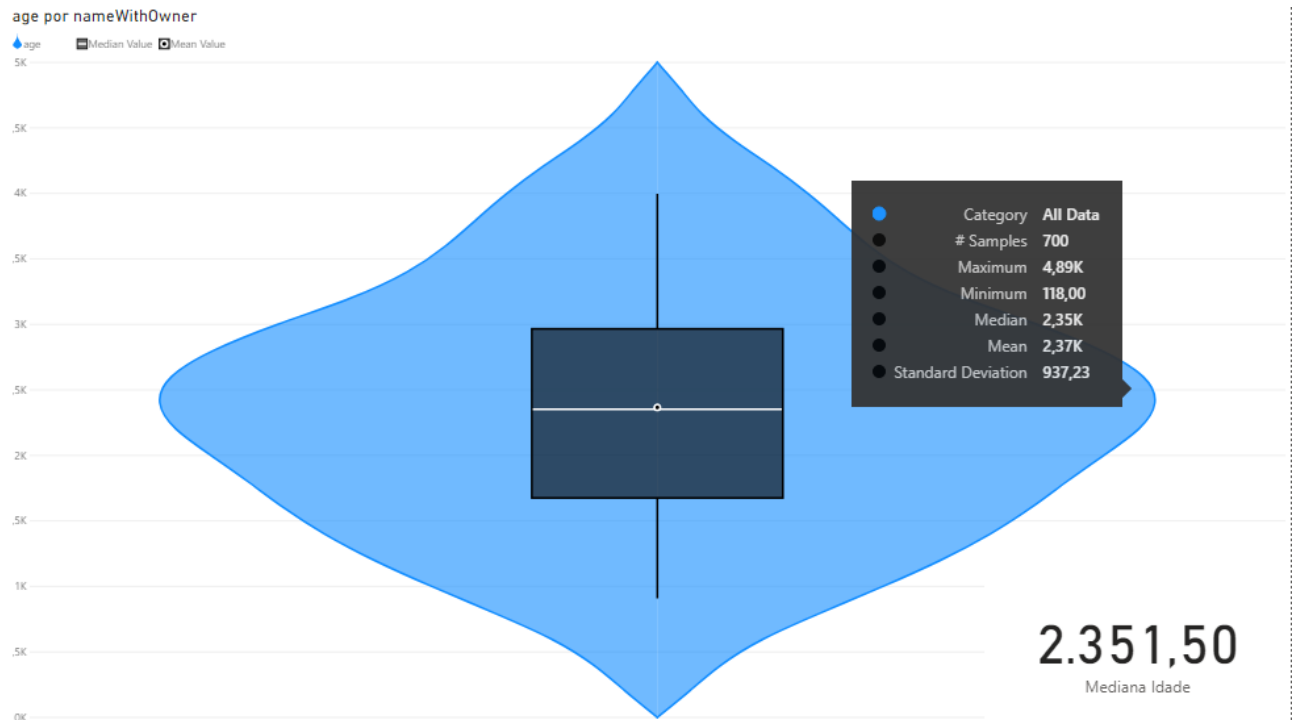 age por nameWithOwner
age Median Value Mean Value
5K
,5K
4K
,5K
3K
,5K
2K
,5K
1K
,5K
0K
Category All Data
# Samples 700
Maximum 4,89K
Minimum 118,00
Median 2,35K
Mean 2,37K
Standard Deviation 937,23
2.351,50
Mediana Idade